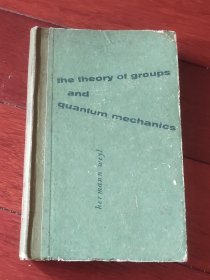 the theory of groups
and
quantum mechanics
hermann weyl